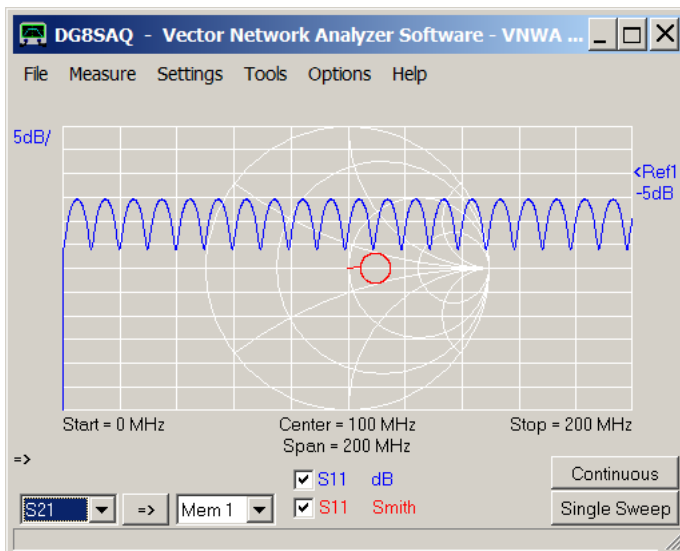 DG8SAQ - Vector Network Analyzer Software - VNWA ...
File Measure Settings Tools Options Help
5dB/
<Ref1
-5dB
Start = 0 MHz Center = 100 MHz Stop = 200 MHz
Span = 200 MHz
=>
S11 dB
Continuous
S21 => Mem 1
S11 Smith
Single Sweep